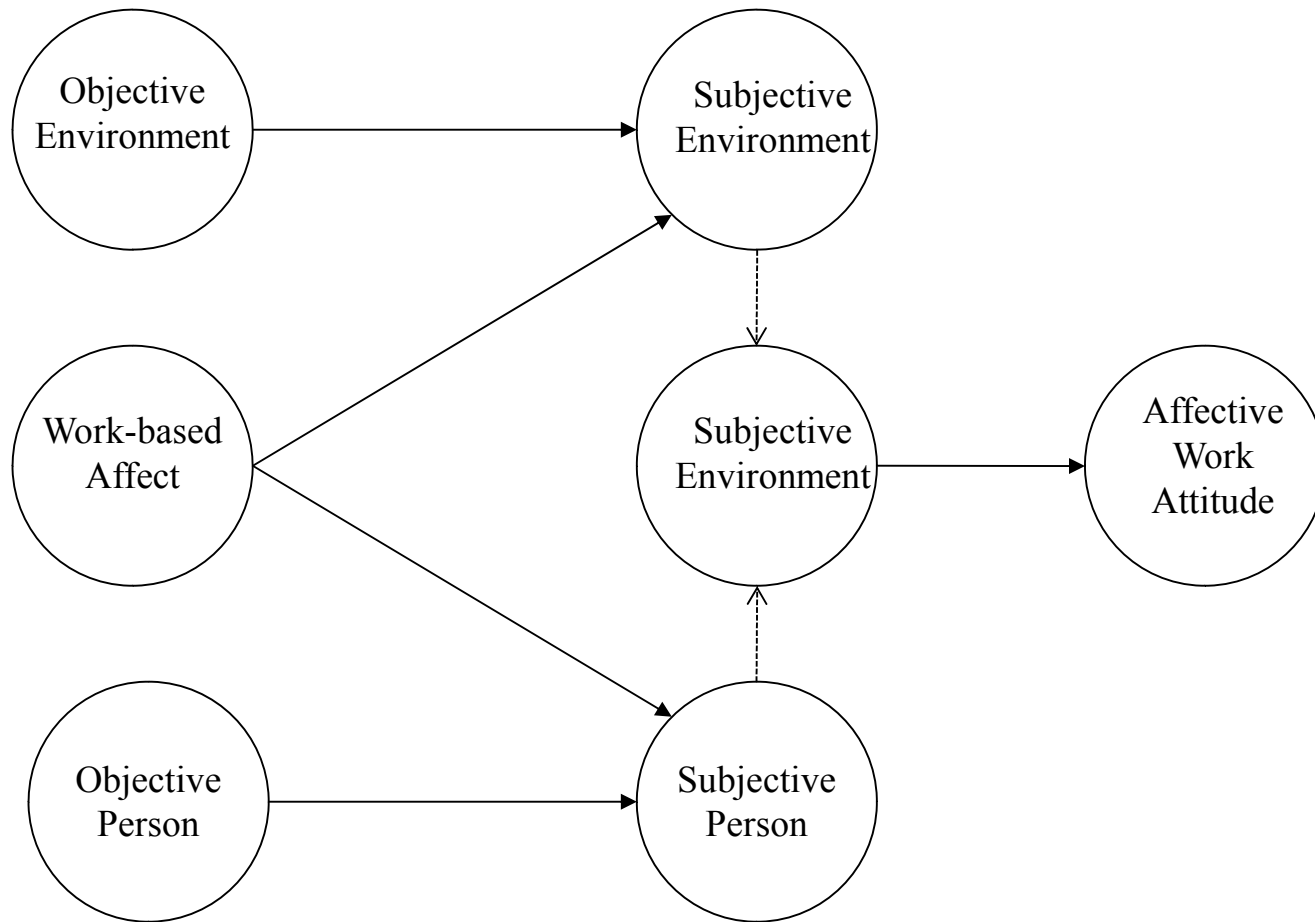 Objective
Environment
Subjective
Environment
Work-based
Affect
Subjective
Environment
Affective
Work
Attitude
Objective
Person
Subjective
Person